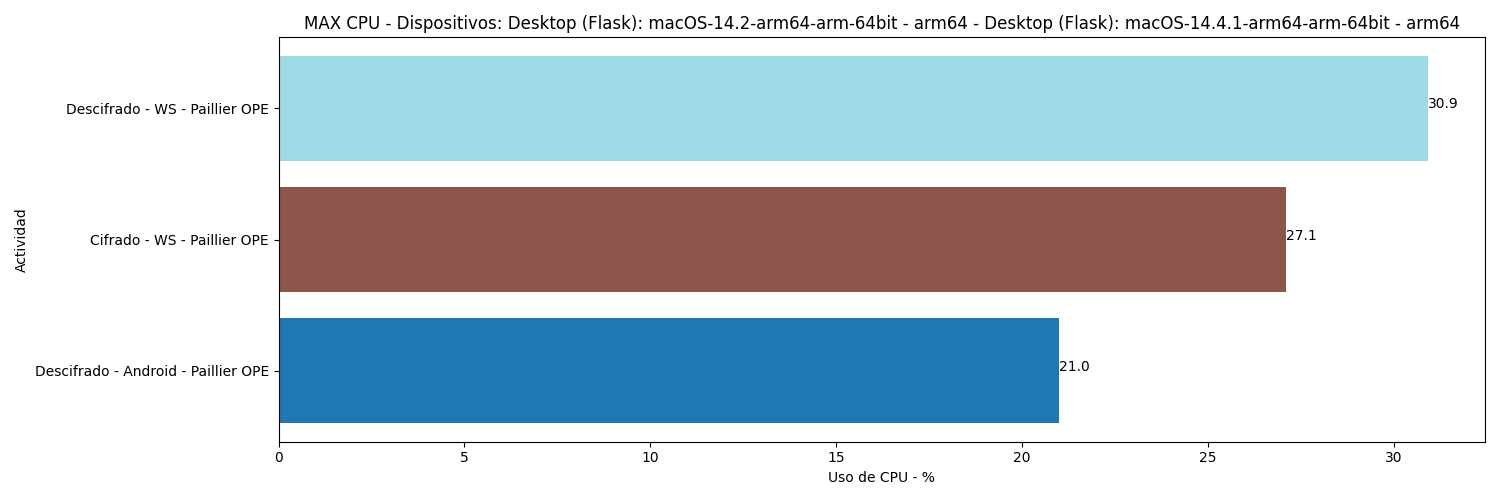 MAX CPU - Dispositivos: Desktop (Flask): macOS-14.2-arm64-arm-64bit - arm64 - Desktop (Flask): macOS-14.4.1-arm64-arm-64bit - arm64
Actividad
Descifrado - WS - Paillier OPE
30.9
Cifrado - WS - Paillier OPE
27.1
Descifrado - Android - Paillier OPE
21.0
0 5 10 15 20 25 30
Uso de CPU - %